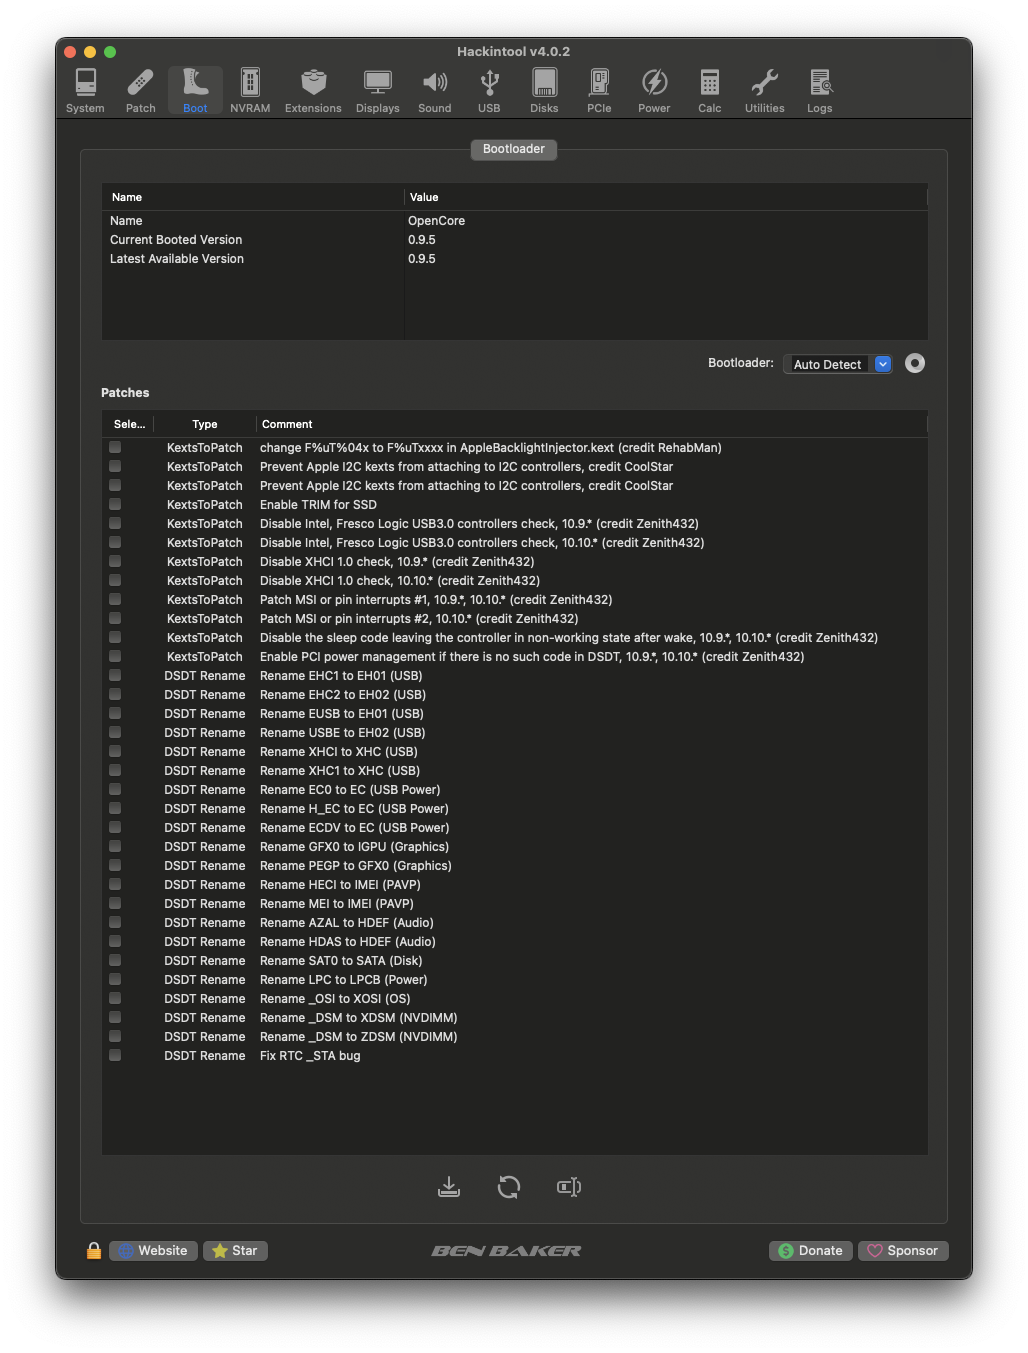 Hackintool v4.0.2
System Patch Boot NVRAM Extensions Displays Sound USB Disks PCIe Power Calc Utilities Logs
Bootloader
Name Value
Name OpenCore
Current Booted Version 0.9.5
Latest Available Version 0.9.5
Bootloader: Auto Detect
Patches
Sele... Type Comment
KextsToPatch change F%uT%04x to F%uTxxxx in AppleBacklightInjector.kext (credit RehabMan)
KextsToPatch Prevent Apple I2C kexts from attaching to I2C controllers, credit CoolStar
KextsToPatch Prevent Apple I2C kexts from attaching to I2C controllers, credit CoolStar
KextsToPatch Enable TRIM for SSD
KextsToPatch Disable Intel, Fresco Logic USB3.0 controllers check, 10.9.* (credit Zenith432)
KextsToPatch Disable Intel, Fresco Logic USB3.0 controllers check, 10.10.* (credit Zenith432)
KextsToPatch Disable XHCI 1.0 check, 10.9.* (credit Zenith432)
KextsToPatch Disable XHCI 1.0 check, 10.10.* (credit Zenith432)
KextsToPatch Patch MSI or pin interrupts #1, 10.9.*, 10.10.* (credit Zenith432)
KextsToPatch Patch MSI or pin interrupts #2, 10.10.* (credit Zenith432)
KextsToPatch Disable the sleep code leaving the controller in non-working state after wake, 10.9.*, 10.10.* (credit Zenith432)
KextsToPatch Enable PCI power management if there is no such code in DSDT, 10.9.*, 10.10.* (credit Zenith432)
DSDT Rename Rename EHC1 to EH01 (USB)
DSDT Rename Rename EHC2 to EH02 (USB)
DSDT Rename Rename EUSB to EH01 (USB)
DSDT Rename Rename USBE to EH02 (USB)
DSDT Rename Rename XHCI to XHC (USB)
DSDT Rename Rename XHC1 to XHC (USB)
DSDT Rename Rename EC0 to EC (USB Power)
DSDT Rename Rename H_EC to EC (USB Power)
DSDT Rename Rename ECDV to EC (USB Power)
DSDT Rename Rename GFX0 to IGPU (Graphics)
DSDT Rename Rename PEGP to GFX0 (Graphics)
DSDT Rename Rename HECI to IMEI (PAVP)
DSDT Rename Rename MEI to IMEI (PAVP)
DSDT Rename Rename AZAL to HDEF (Audio)
DSDT Rename Rename HDAS to HDEF (Audio)
DSDT Rename Rename SAT0 to SATA (Disk)
DSDT Rename Rename LPC to LPCB (Power)
DSDT Rename Rename _OSI to XOSI (OS)
DSDT Rename Rename _DSM to XDSM (NVDIMM)
DSDT Rename Rename _DSM to ZDSM (NVDIMM)
DSDT Rename Fix RTC _STA bug
Website Star BEN BAKER Donate Sponsor